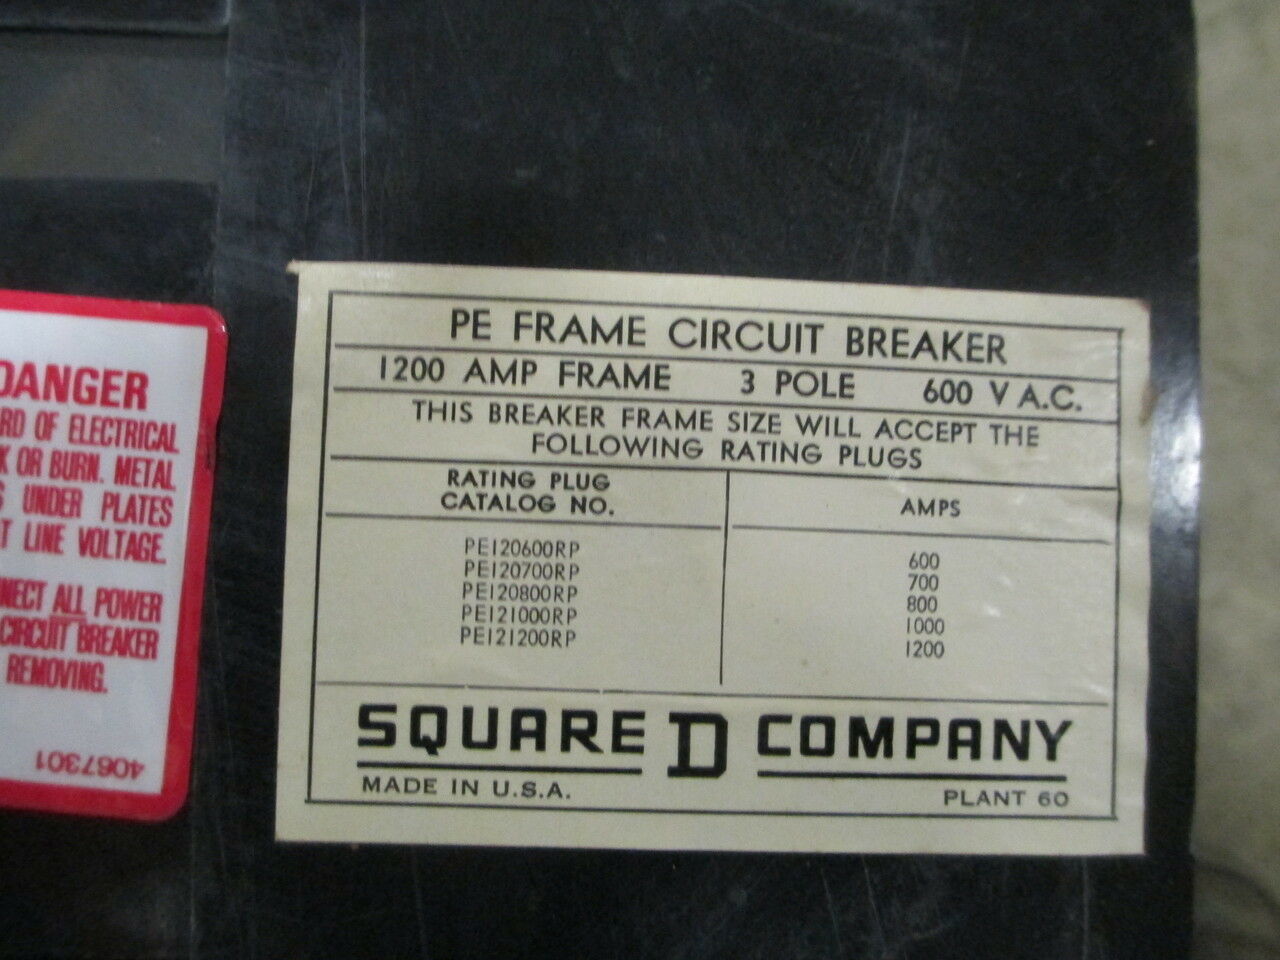 DANGER
OF ELECTRICAL
OR BURN. METAL
UNDER PLATES
LINE VOLTAGE.
ALL POWER
CIRCUIT BREAKER
REMOVING.
4067301
PE FRAME CIRCUIT BREAKER
1200 AMP FRAME 3 POLE 600 V A.C.
THIS BREAKER FRAME SIZE WILL ACCEPT THE
FOLLOWING RATING PLUGS
RATING PLUG
CATALOG NO.
AMPS
PE120600RP 600
PE120700RP 700
PE120800RP 800
PE121000RP 1000
PE121200RP 1200
SQUARE D COMPANY
MADE IN U.S.A. PLANT 60